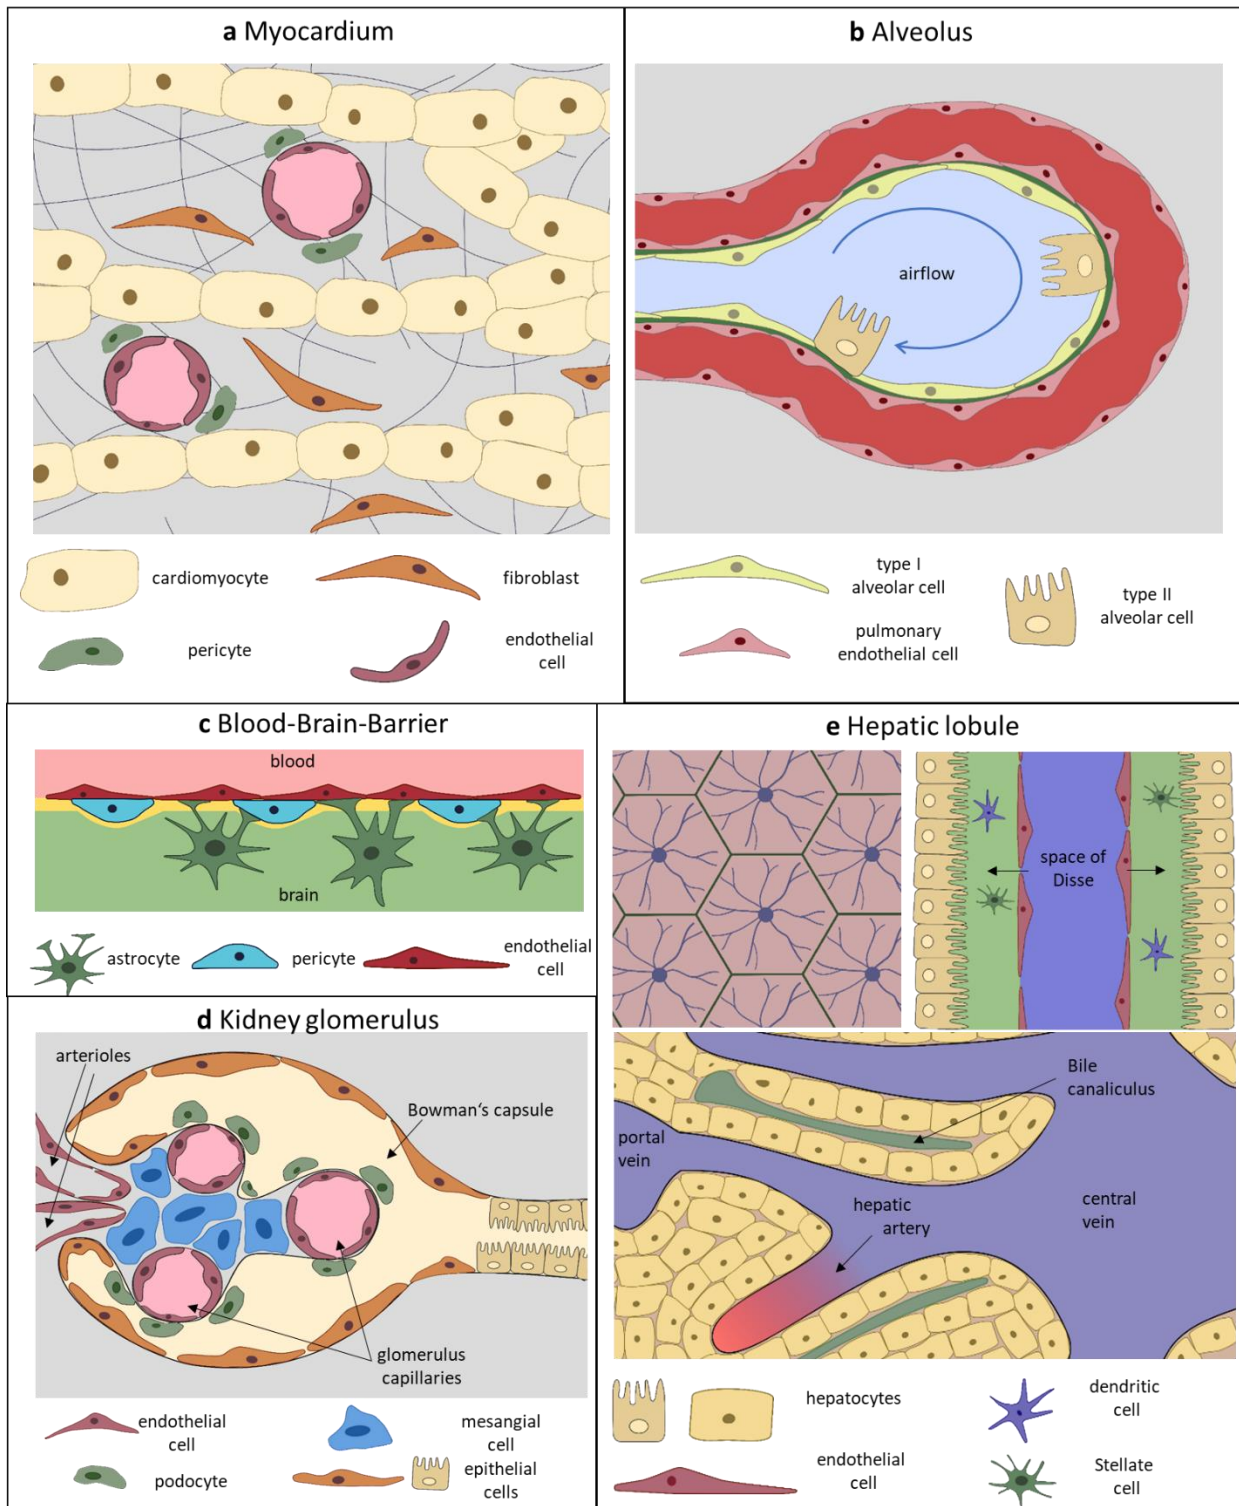 a Myocardium
cardiomyocyte
fibroblast
pericyte
endothelial
cell
b Alveolus
airflow
type I
alveolar cell
type II
alveolar cell
pulmonary
endothelial cell
c Blood-Brain-Barrier
blood
brain
astrocyte
pericyte
endothelial
cell
d Kidney glomerulus
arterioles
Bowman‘s capsule
glomerulus
capillaries
endothelial
cell
mesangial
cell
podocyte
epithelial
cells
e Hepatic lobule
space of
Disse
Bile
canaliculus
portal
vein
hepatic
artery
central
vein
hepatocytes
dendritic
cell
endothelial
cell
Stellate
cell